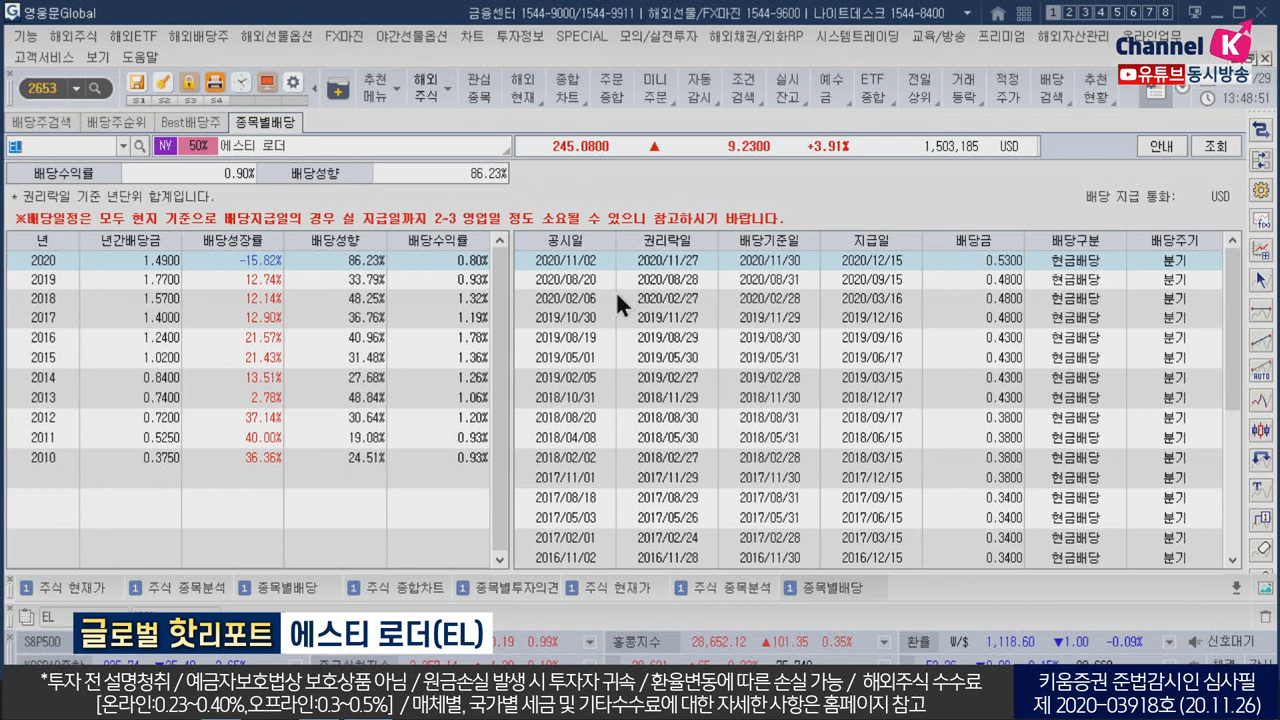 영웅문Global
금융센터 1544-9000/1544-9911 | 해외선물/FX마진 1544-9600 | 나이트데스크 1544-8400
1 2 3 4 5 6 7 8
기능 해외주식 해외ETF 해외배당주 해외선물옵션 FX마진 야간선물옵션 차트 투자정보 SPECIAL 모의/실전투자 해외채권/외화RP 시스템트레이딩 교육/방송 프리미엄 해외자산관리 온라인업무
고객서비스 보기 도움말
Channel K
유튜브동시방송
2653
S1 S2 S3 S4
추천 메뉴 해외 주식 관심 종목 해외 현재 종합 차트 주문 종합 미니 주문 자동 감시 조건 검색 실시 잔고 예수 금 ETF 종합 전일 상위 거래 등락 적정 주가 배당 검색 추천 현황
13:48:51
배당주검색 배당주순위 Best배당주 종목별배당
EL NY 50% 에스티 로더 245.0800 ▲ 9.2300 +3.91% 1,503,185 USD 안내 조회
배당수익률 0.90% 배당성향 86.23%
+ 권리락일 기준 년단위 합계입니다. 배당 지급 통화: USD
※배당일정은 모두 현지 기준으로 배당지급일의 경우 실 지급일까지 2-3 영업일 정도 소요될 수 있으니 참고하시기 바랍니다.
년 년간배당금 배당성장률 배당성향 배당수익률
2020 1.4900 -15.82% 86.23% 0.80%
2019 1.7700 12.74% 33.79% 0.93%
2018 1.5700 12.14% 48.25% 1.32%
2017 1.4000 12.90% 36.76% 1.19%
2016 1.2400 21.57% 40.96% 1.78%
2015 1.0200 21.43% 31.48% 1.36%
2014 0.8400 13.51% 27.68% 1.26%
2013 0.7400 2.78% 48.84% 1.06%
2012 0.7200 37.14% 30.64% 1.20%
2011 0.5250 40.00% 19.08% 0.93%
2010 0.3750 36.36% 24.51% 0.93%
공시일 권리락일 배당기준일 지급일 배당금 배당구분 배당주기
2020/11/02 2020/11/27 2020/11/30 2020/12/15 0.5300 현금배당 분기
2020/08/20 2020/08/28 2020/08/31 2020/09/15 0.4800 현금배당 분기
2020/02/06 2020/02/27 2020/02/28 2020/03/16 0.4800 현금배당 분기
2017/10/30 2019/11/27 2019/11/29 2019/12/16 0.4800 현금배당 분기
2019/08/19 2019/08/29 2019/08/30 2019/09/16 0.4300 현금배당 분기
2019/05/01 2019/05/30 2019/05/31 2019/06/17 0.4300 현금배당 분기
2019/02/05 2019/02/27 2019/02/28 2019/03/15 0.4300 현금배당 분기
2018/10/31 2018/11/29 2018/11/30 2018/12/17 0.4300 현금배당 분기
2018/08/20 2018/08/30 2018/08/31 2018/09/17 0.3800 현금배당 분기
2018/04/08 2018/05/30 2018/05/31 2018/06/15 0.3800 현금배당 분기
2018/02/02 2018/02/27 2018/02/28 2018/03/15 0.3800 현금배당 분기
2017/11/01 2017/11/29 2017/11/30 2017/12/15 0.3800 현금배당 분기
2017/08/18 2017/08/29 2017/08/31 2017/09/15 0.3400 현금배당 분기
2017/05/03 2017/05/26 2017/05/31 2017/06/15 0.3400 현금배당 분기
2017/02/01 2017/02/24 2017/02/28 2017/03/15 0.3400 현금배당 분기
2016/11/02 2016/11/28 2016/11/30 2016/12/15 0.3400 현금배당 분기
1 주식 현재가 1 주식 종목분석 1 종목별배당 1 주식 종합차트 1 종목별투자의견 1 주식 현재가 1 주식 종목분석 1 종목별배당
EL
글로벌 핫리포트 에스티 로더(EL)
S&P500 0.99% 홍콩지수 28,652.12 ▲101.35 0.35% 환율 W/$ 1,118.60 ▼1.00 -0.09% 신호대기
*투자 전 설명청취 / 예금자보호법상 보호상품 아님 / 원금손실 발생 시 투자자 귀속 / 환율변동에 따른 손실 가능 / 해외주식 수수료
[온라인:0.23~0.40%,오프라인:0.3~0.5%] / 매체별, 국가별 세금 및 기타수수료에 대한 자세한 사항은 홈페이지 참고
키움증권 준법감시인 심사필
제 2020-03918호 (20.11.26)